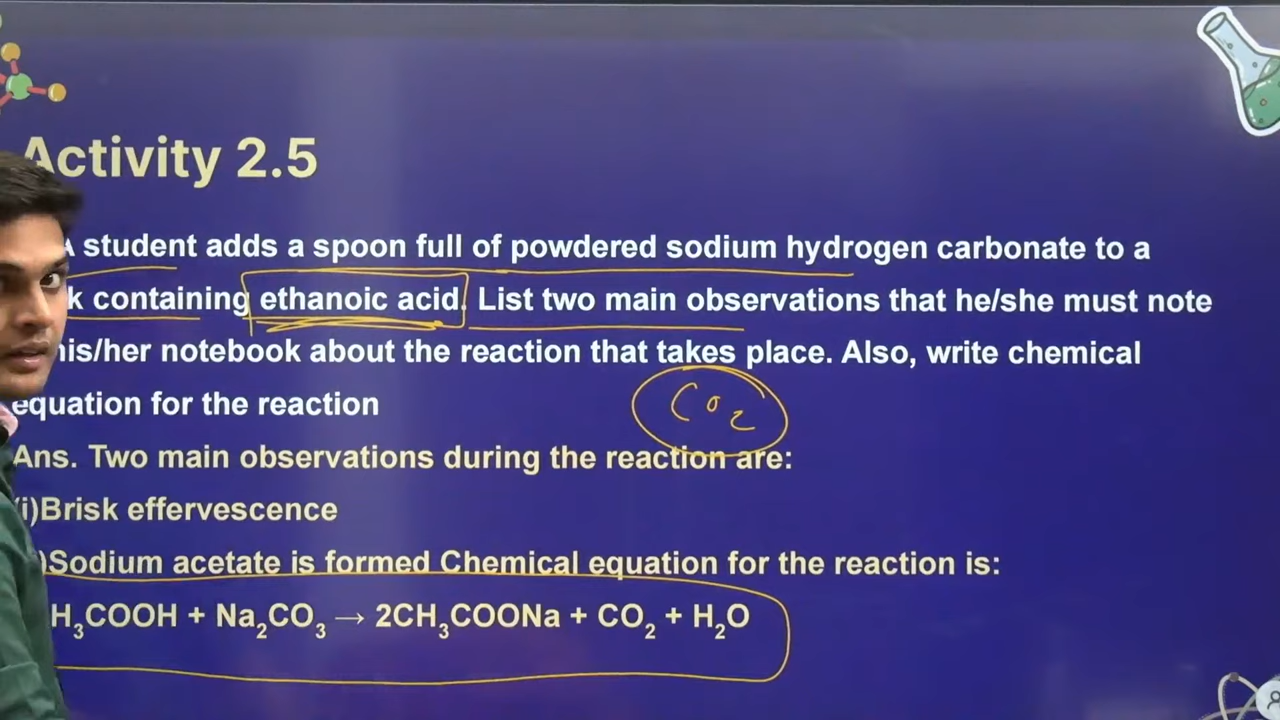 Activity 2.5
A student adds a spoon full of powdered sodium hydrogen carbonate to a
containing ethanoic acid. List two main observations that he/she must note
his/her notebook about the reaction that takes place. Also, write chemical
equation for the reaction
CO2
Ans. Two main observations during the reaction are:
(i)Brisk effervescence
)Sodium acetate is formed Chemical equation for the reaction is:
H₃COOH + Na₂CO₃ → 2CH₃COONa + CO₂ + H₂O